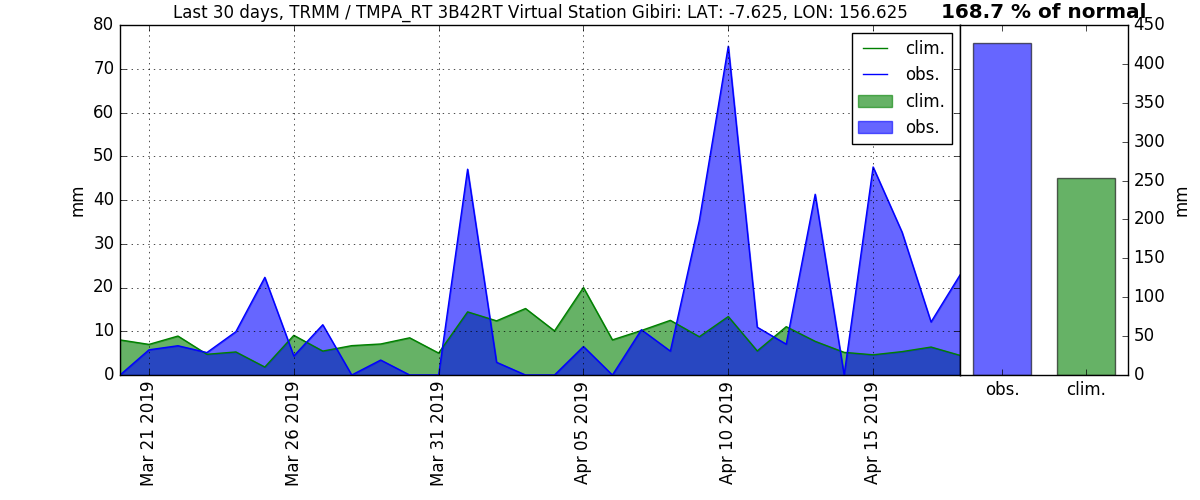 Last 30 days, TRMM / TMPA_RT 3B42RT Virtual Station Gibiri: LAT: -7.625, LON: 156.625
168.7 % of normal
80
70
60
50
40
30
20
10
0
mm
clim.
obs.
clim.
obs.
450
400
350
300
250
200
150
100
50
0
mm
obs.
clim.
Mar 21 2019
Mar 26 2019
Mar 31 2019
Apr 05 2019
Apr 10 2019
Apr 15 2019